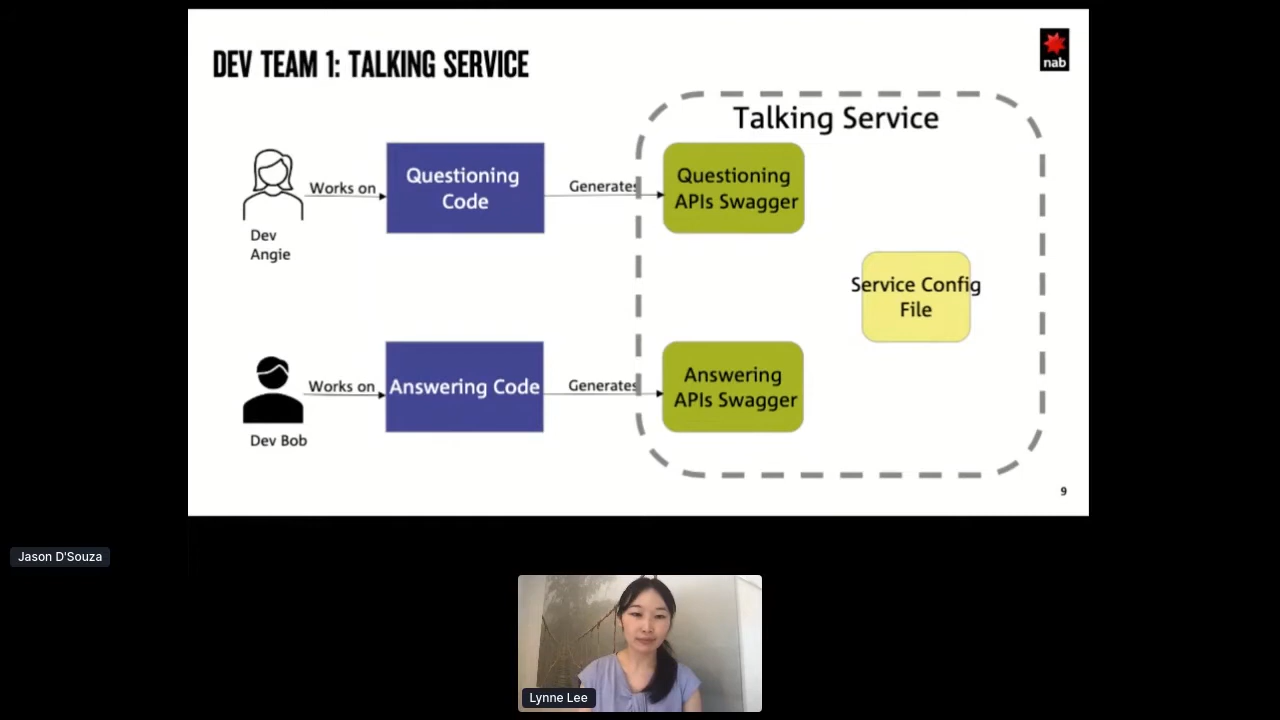 DEV TEAM 1: TALKING SERVICE
nab
Talking Service
Works on
Questioning
Code
Generates
Questioning
APIs Swagger
Dev
Angie
Service Config
File
Works on
Answering Code
Generates
Answering
APIs Swagger
Dev Bob
9
Jason D'Souza
Lynne Lee